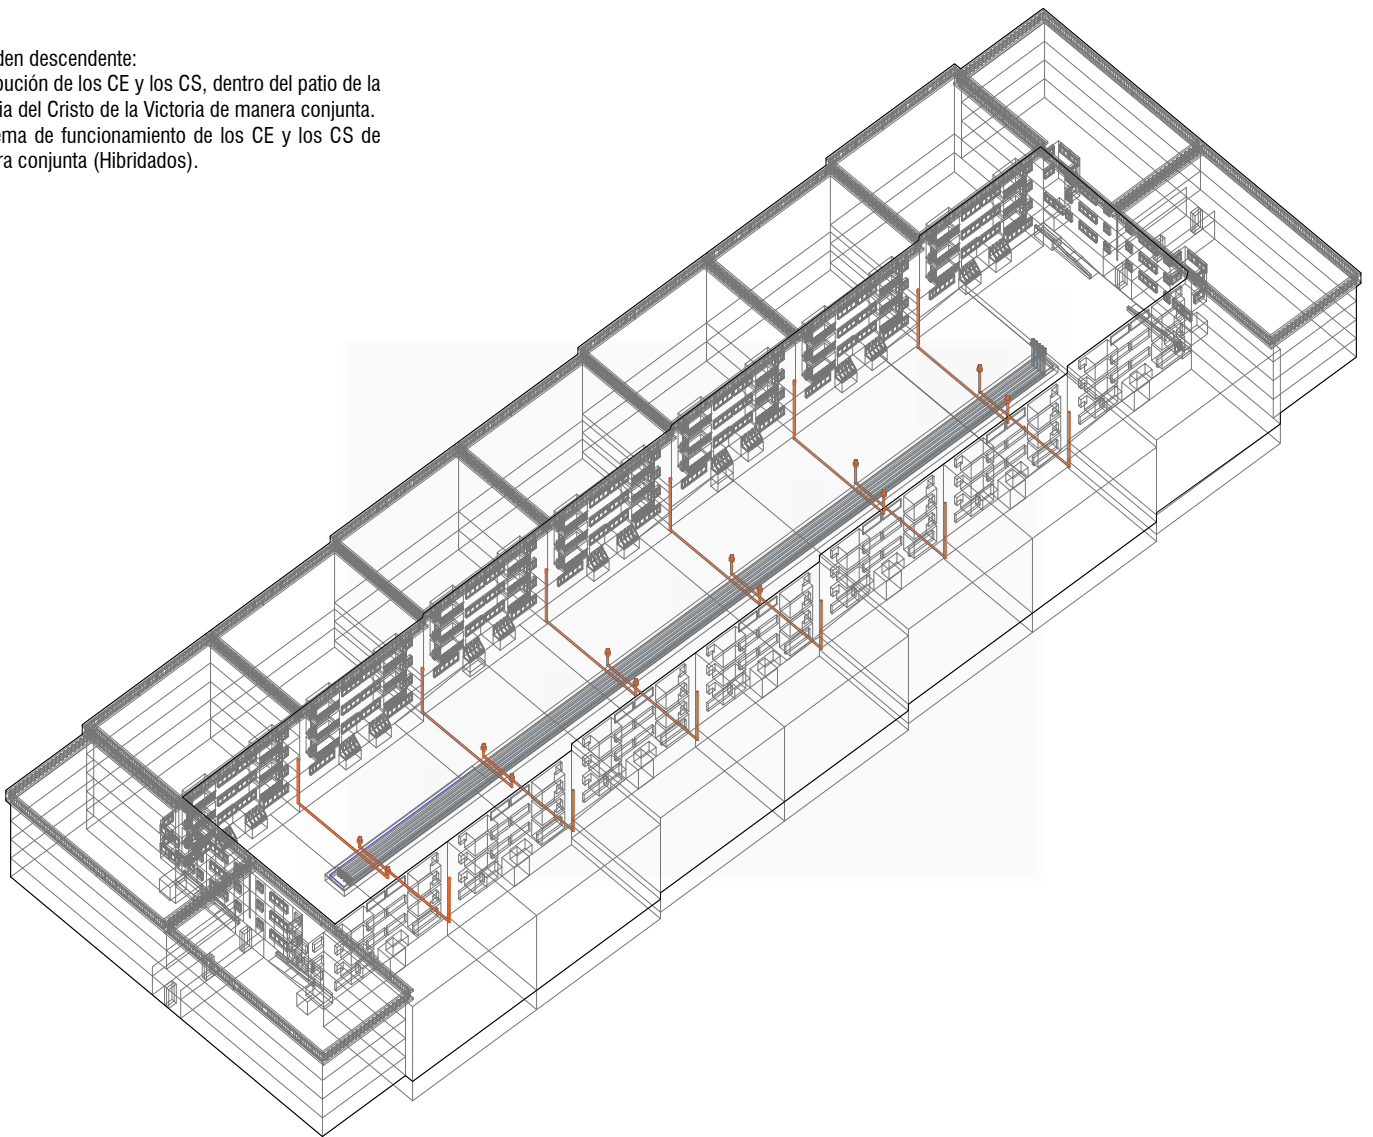 den descendente:
bución de los CE y los CS, dentro del patio de la
ia del Cristo de la Victoria de manera conjunta.
ema de funcionamiento de los CE y los CS de
ra conjunta (Hibridados).